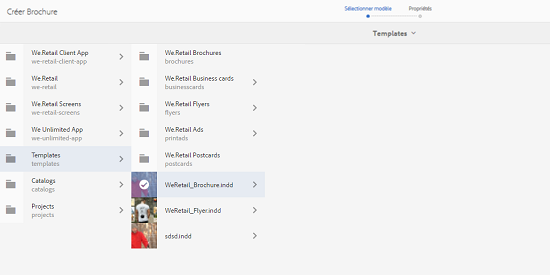 Créer Brochure
Sélectionner modèle
Propriétés
Templates
We.Retail Client App
we-retail-client-app
We.Retail
we-retail
We.Retail Screens
we-retail-screens
We Unlimited App
we-unlimited-app
Templates
templates
Catalogs
catalogs
Projects
projects
We.Retail Brochures
brochures
We.Retail Business cards
businesscards
We.Retail Flyers
flyers
We.Retail Ads
printads
We.Retail Postcards
postcards
WeRetail_Brochure.indd
WeRetail_Flyer.indd
sdsd.indd